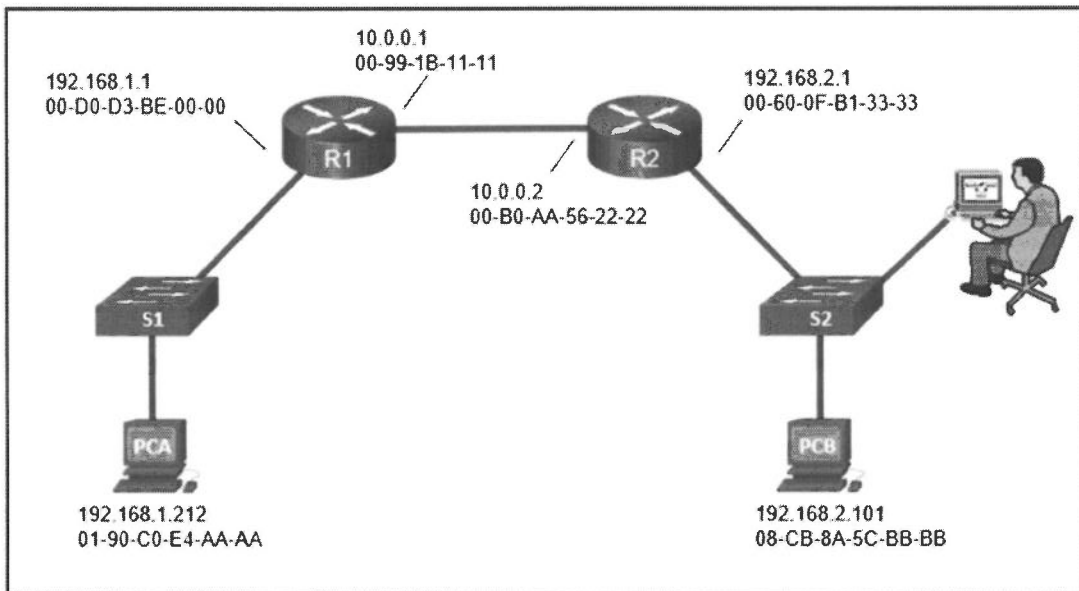 10.0.0.1
00-99-1B-11-11
192.168.1.1
00-D0-D3-BE-00-00
192.168.2.1
00-60-0F-B1-33-33
R1
R2
10.0.0.2
00-B0-AA-56-22-22
S1
S2
PCA
PCB
192.168.1.212
01-90-C0-E4-AA-AA
192.168.2.101
08-CB-8A-5C-BB-BB